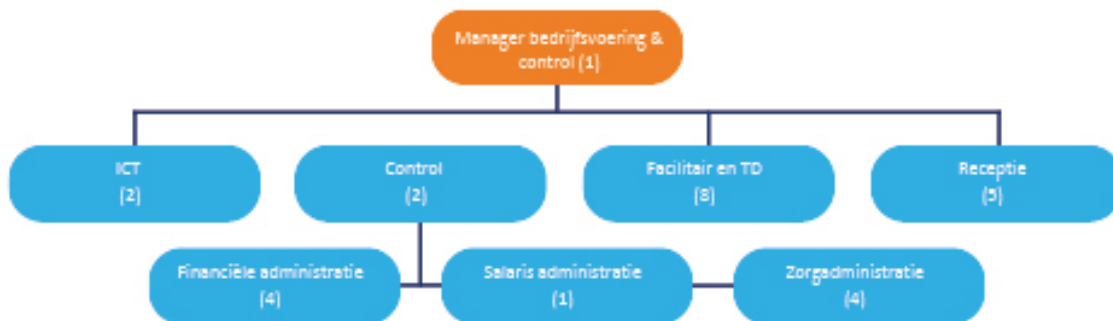 Manager bedrijfsvoering &
control (1)
ICT
(2)
Control
(2)
Facilitair en TD
(8)
Receptie
(5)
Financiële administratie
(4)
Salaris administratie
(1)
Zorgadministratie
(4)